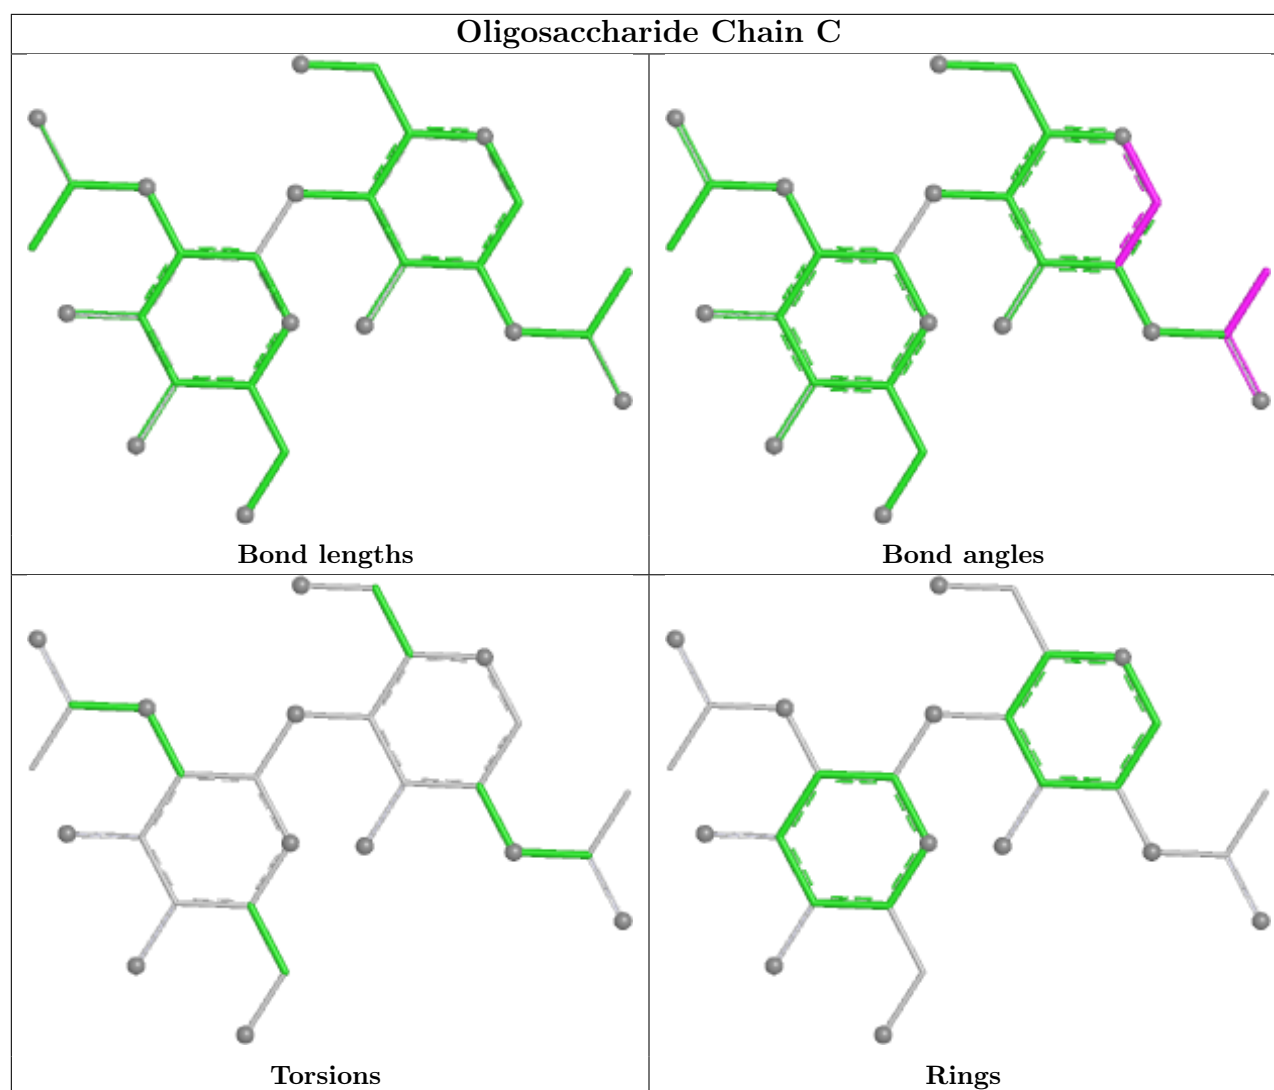 Oligosaccharide Chain C
Bond lengths
Bond angles
Torsions
Rings